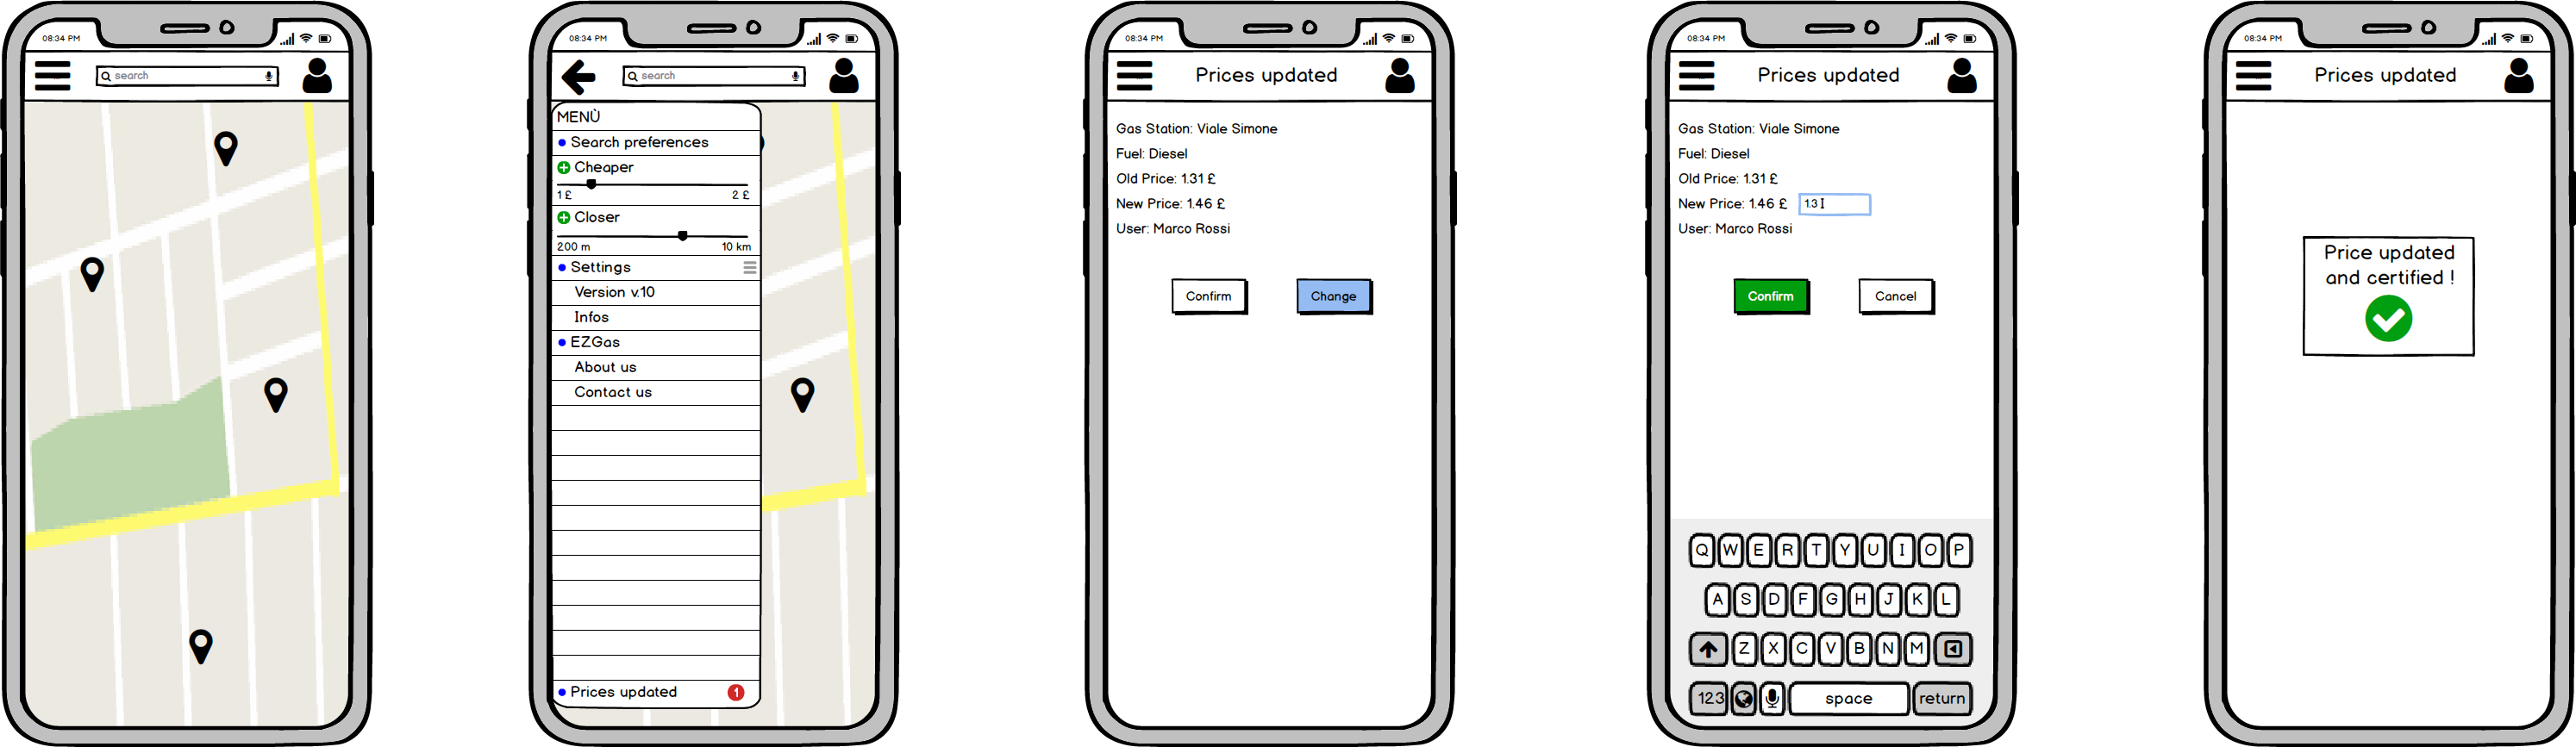 08:34 PM
search
08:34 PM
search
MENÙ
Search preferences
Cheaper
1 £ 2 £
Closer
200 m 10 km
Settings
Version v.10
Infos
EZGas
About us
Contact us
Prices updated 1
08:34 PM
Prices updated
Gas Station: Viale Simone
Fuel: Diesel
Old Price: 1.31 £
New Price: 1.46 £
User: Marco Rossi
Confirm Change
08:34 PM
Prices updated
Gas Station: Viale Simone
Fuel: Diesel
Old Price: 1.31 £
New Price: 1.46 £ 1.3
User: Marco Rossi
Confirm Cancel
Q W E R T Y U I O P
A S D F G H J K L
Z X C V B N M
123 space return
08:34 PM
Prices updated
Price updated
and certified !